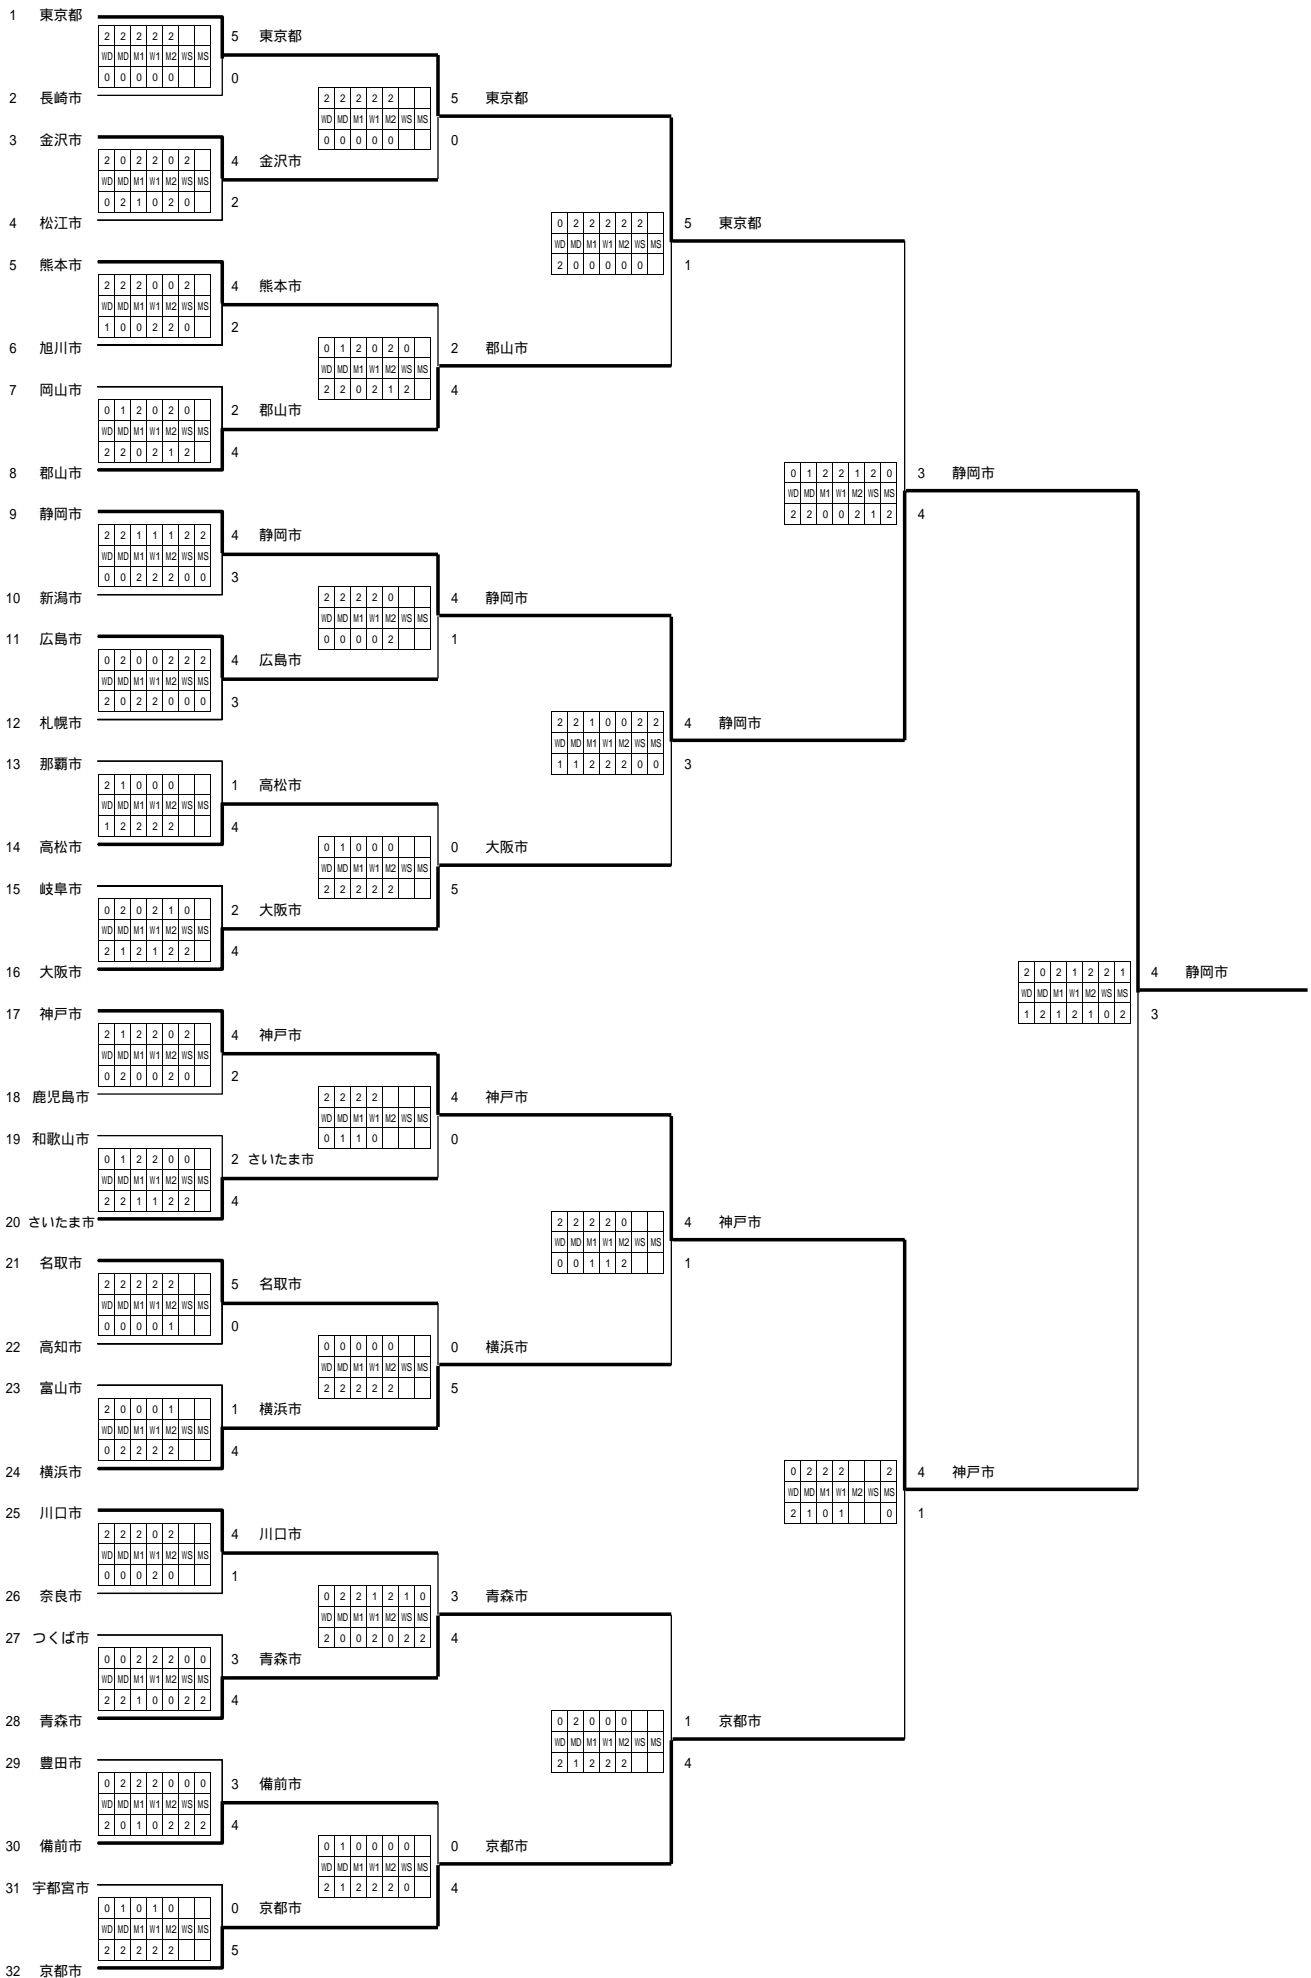 1 東京都
2 2 2 2 2
WD MD M1 W1 M2 WS MS
0 0 0 0 0
5 東京都
0
2 長崎市
3 金沢市
2 0 2 2 0 2
WD MD M1 W1 M2 WS MS
0 2 1 0 2 0
4 金沢市
2
4 松江市
5 熊本市
2 2 2 0 0 2
WD MD M1 W1 M2 WS MS
1 0 0 2 2 0
4 熊本市
2
6 旭川市
7 岡山市
0 1 2 0 2 0
WD MD M1 W1 M2 WS MS
2 2 0 2 1 2
2 郡山市
4
8 郡山市
9 静岡市
2 2 1 1 1 2 2
WD MD M1 W1 M2 WS MS
0 0 2 2 2 0 0
4 静岡市
3
10 新潟市
11 広島市
0 2 0 0 2 2 2
WD MD M1 W1 M2 WS MS
2 0 2 2 0 0 0
4 広島市
3
12 札幌市
13 那覇市
2 1 0 0 0
WD MD M1 W1 M2 WS MS
1 2 2 2 2
1 高松市
4
14 高松市
15 岐阜市
0 2 0 2 1 0
WD MD M1 W1 M2 WS MS
2 1 2 1 2 2
2 大阪市
4
16 大阪市
17 神戸市
2 1 2 2 0 2
WD MD M1 W1 M2 WS MS
0 2 0 0 2 0
4 神戸市
2
18 鹿児島市
19 和歌山市
0 1 2 2 0 0
WD MD M1 W1 M2 WS MS
2 2 1 1 2 2
2 さいたま市
4
20 さいたま市
21 名取市
2 2 2 2 2
WD MD M1 W1 M2 WS MS
0 0 0 0 1
5 名取市
0
22 高知市
23 富山市
2 0 0 0 1
WD MD M1 W1 M2 WS MS
0 2 2 2 2
1 横浜市
4
24 横浜市
25 川口市
2 2 2 0 2
WD MD M1 W1 M2 WS MS
0 0 0 2 0
4 川口市
1
26 奈良市
27 つくば市
0 0 2 2 2 0 0
WD MD M1 W1 M2 WS MS
2 2 1 0 0 2 2
3 青森市
4
28 青森市
29 豊田市
0 2 2 2 0 0 0
WD MD M1 W1 M2 WS MS
2 0 1 0 2 2 2
3 備前市
4
30 備前市
31 宇都宮市
0 1 0 1 0
WD MD M1 W1 M2 WS MS
2 2 2 2 2
0 京都市
5
32 京都市
2 2 2 2 2
WD MD M1 W1 M2 WS MS
0 0 0 0 0
5 東京都
0
0 1 2 0 2 0
WD MD M1 W1 M2 WS MS
2 2 0 2 1 2
2 郡山市
4
2 2 2 2 0
WD MD M1 W1 M2 WS MS
0 0 0 0 2
4 静岡市
1
0 1 0 0 0
WD MD M1 W1 M2 WS MS
2 2 2 2 2
0 大阪市
5
2 2 2 2
WD MD M1 W1 M2 WS MS
0 1 1 0
4 神戸市
0
0 0 0 0 0
WD MD M1 W1 M2 WS MS
2 2 2 2 2
0 横浜市
5
0 2 2 1 2 1 0
WD MD M1 W1 M2 WS MS
2 0 0 2 0 2 2
3 青森市
4
0 1 0 0 0 0
WD MD M1 W1 M2 WS MS
2 1 2 2 2 0
0 京都市
4
0 2 2 2 2 2
WD MD M1 W1 M2 WS MS
2 0 0 0 0 0
5 東京都
1
2 2 1 0 0 2 2
WD MD M1 W1 M2 WS MS
1 1 2 2 2 0 0
4 静岡市
3
2 2 2 2 0
WD MD M1 W1 M2 WS MS
0 0 1 1 2
4 神戸市
1
0 2 0 0 0
WD MD M1 W1 M2 WS MS
2 1 2 2 2
1 京都市
4
0 1 2 2 1 2 0
WD MD M1 W1 M2 WS MS
2 2 0 0 2 1 2
3 静岡市
4
0 2 2 2 2
WD MD M1 W1 M2 WS MS
2 1 0 1 0
4 神戸市
1
2 0 2 1 2 2 1
WD MD M1 W1 M2 WS MS
1 2 1 2 1 0 2
4 静岡市
3